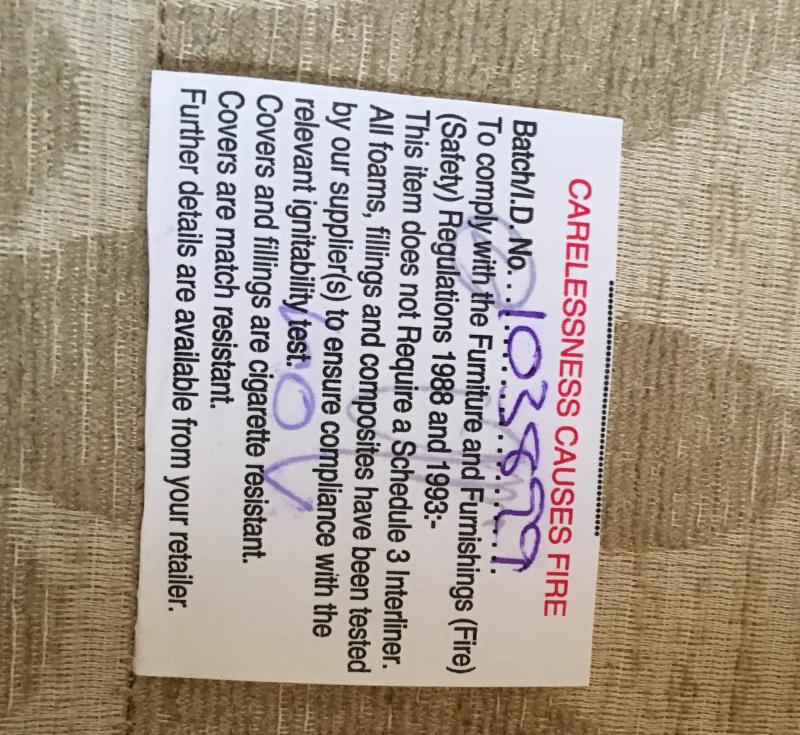 CARELESSNESS CAUSES FIRE
Batch/I.D. No. . . 103899
To comply with the Furniture and Furnishings (Fire)
(Safety) Regulations 1988 and 1993:-
This item does not Require a Schedule 3 Interliner.
All foams, fillings and composites have been tested
by our supplier(s) to ensure compliance with the
relevant ignitability test.
Covers and fillings are cigarette resistant.
Covers are match resistant.
Further details are available from your retailer.